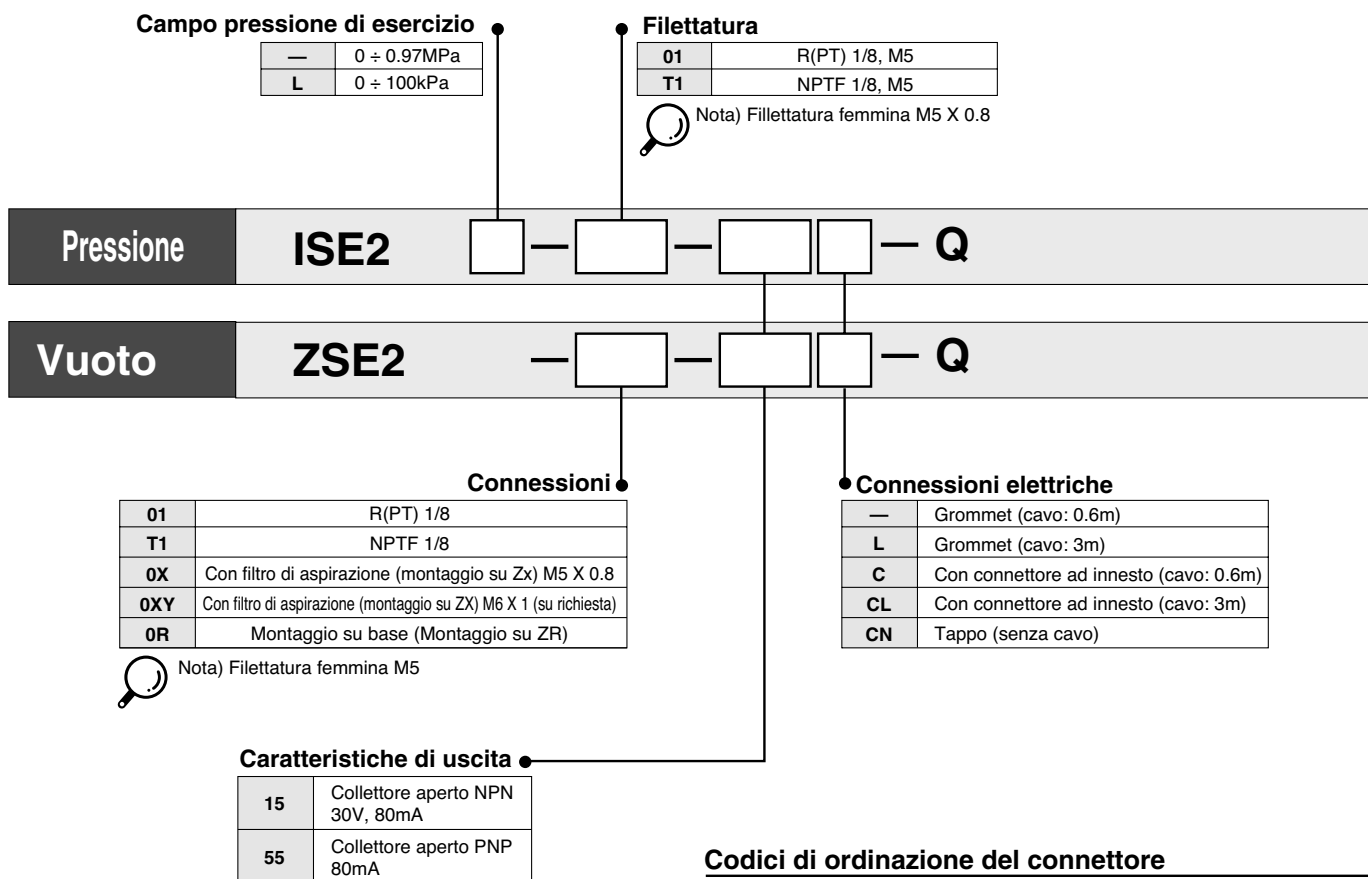 Campo pressione di esercizio
— 0 ÷ 0.97MPa
L 0 ÷ 100kPa
Filettatura
01 R(PT) 1/8, M5
T1 NPTF 1/8, M5
Nota) Fillettatura femmina M5 X 0.8
Pressione ISE2 — — — Q
Vuoto ZSE2 — — — Q
Connessioni
01 R(PT) 1/8
T1 NPTF 1/8
0X Con filtro di aspirazione (montaggio su Zx) M5 X 0.8
0XY Con filtro di aspirazione (montaggio su ZX) M6 X 1 (su richiesta)
0R Montaggio su base (Montaggio su ZR)
Nota) Filettatura femmina M5
Connessioni elettriche
— Grommet (cavo: 0.6m)
L Grommet (cavo: 3m)
C Con connettore ad innesto (cavo: 0.6m)
CL Con connettore ad innesto (cavo: 3m)
CN Tappo (senza cavo)
Caratteristiche di uscita
15 Collettore aperto NPN
30V, 80mA
55 Collettore aperto PNP
80mA
Codici di ordinazione del connettore